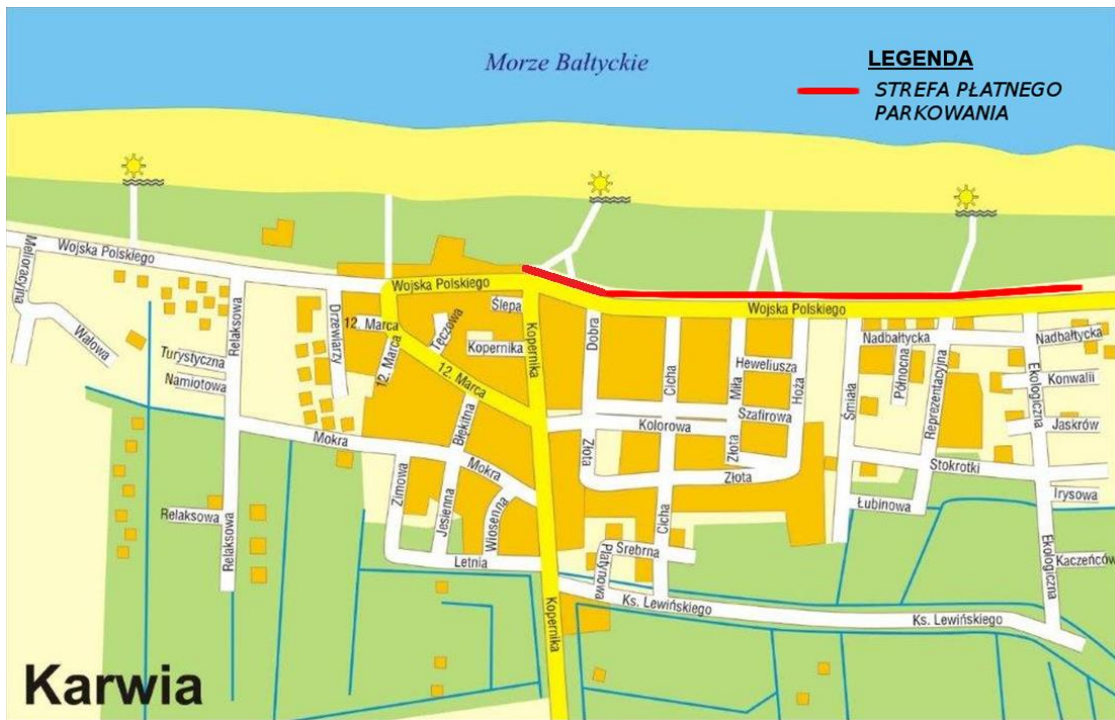 Morze Bałtyckie
LEGENDA
STREFA PŁATNEGO
PARKOWANIA
Melioracyjna
Wojska Polskiego
Wałowa
Relaksowa
Turystyczna
Namiotowa
Drzewiarzy
Wojska Polskiego
12. Marca
12. Marca
Tęczowa
Ślepa
Kopernika
Kopernika
12. Marca
Dobra
Wojska Polskiego
Cicha
Miła
Heweliusza
Hoża
Nadbałtycka
Północna
Reprezentacyjna
Śmiała
Nadbałtycka
Ekologiczna
Konwalii
Jaskrów
Błękitna
Mokra
Mokra
Kolorowa
Szafirowa
Złota
Złota
Złota
Stokrotki
Irysowa
Łubinowa
Zimowa
Jesienna
Wiosenna
Cicha
Relaksowa
Relaksowa
Letnia
Srebrna
Platynowa
Ekologiczna
Kaczeńców
Kopernika
Ks. Lewińskiego
Ks. Lewińskiego
Karwia